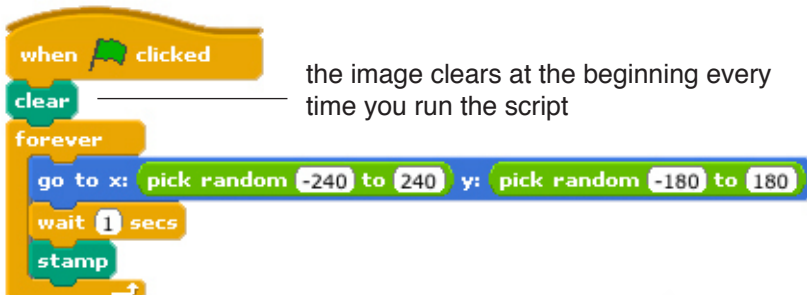 when clicked
the image clears at the beginning every
clear
time you run the script
forever
go to x: pick random -240 to 240 y: pick random -180 to 180
wait 1 secs
stamp